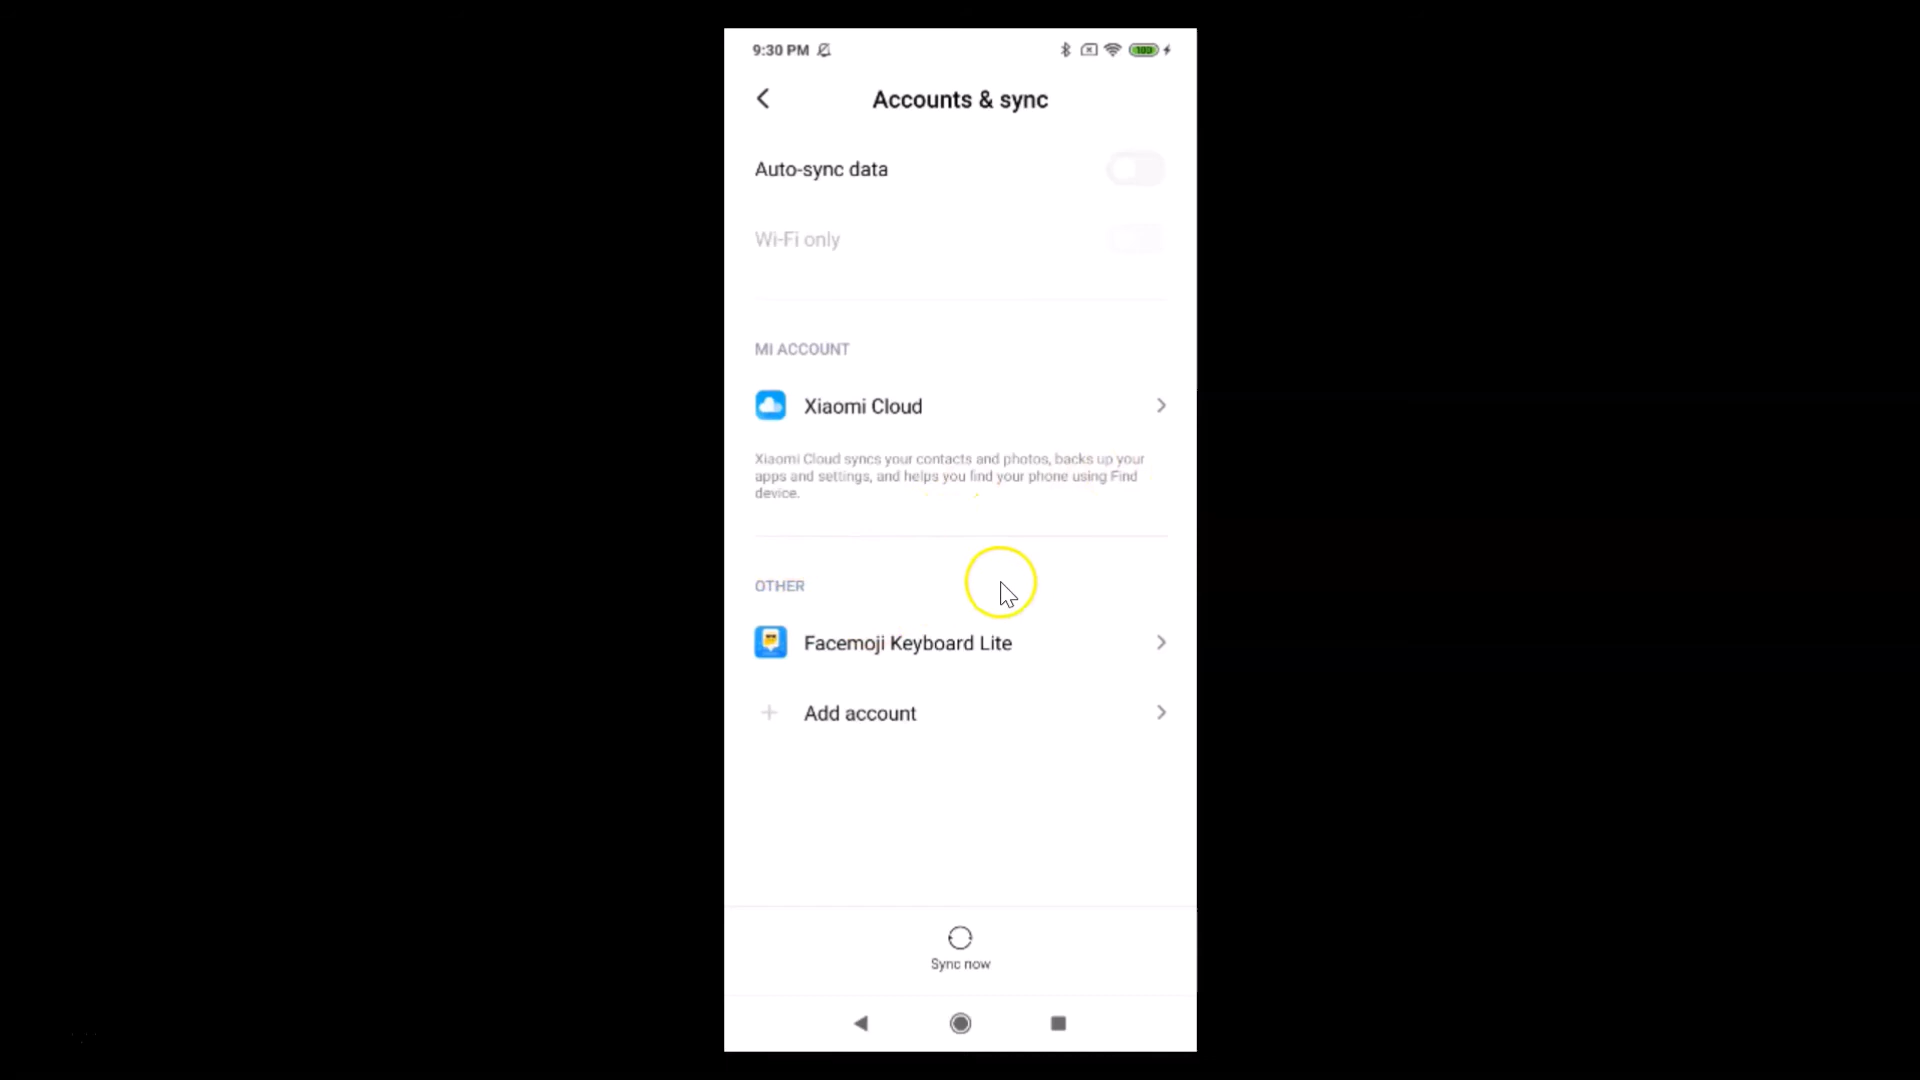 9:30 PM
100
Accounts & sync
Auto-sync data
Wi-Fi only
MI ACCOUNT
Xiaomi Cloud
Xiaomi Cloud syncs your contacts and photos, backs up your
apps and settings, and helps you find your phone using Find
device.
OTHER
Facemoji Keyboard Lite
Add account
Sync now